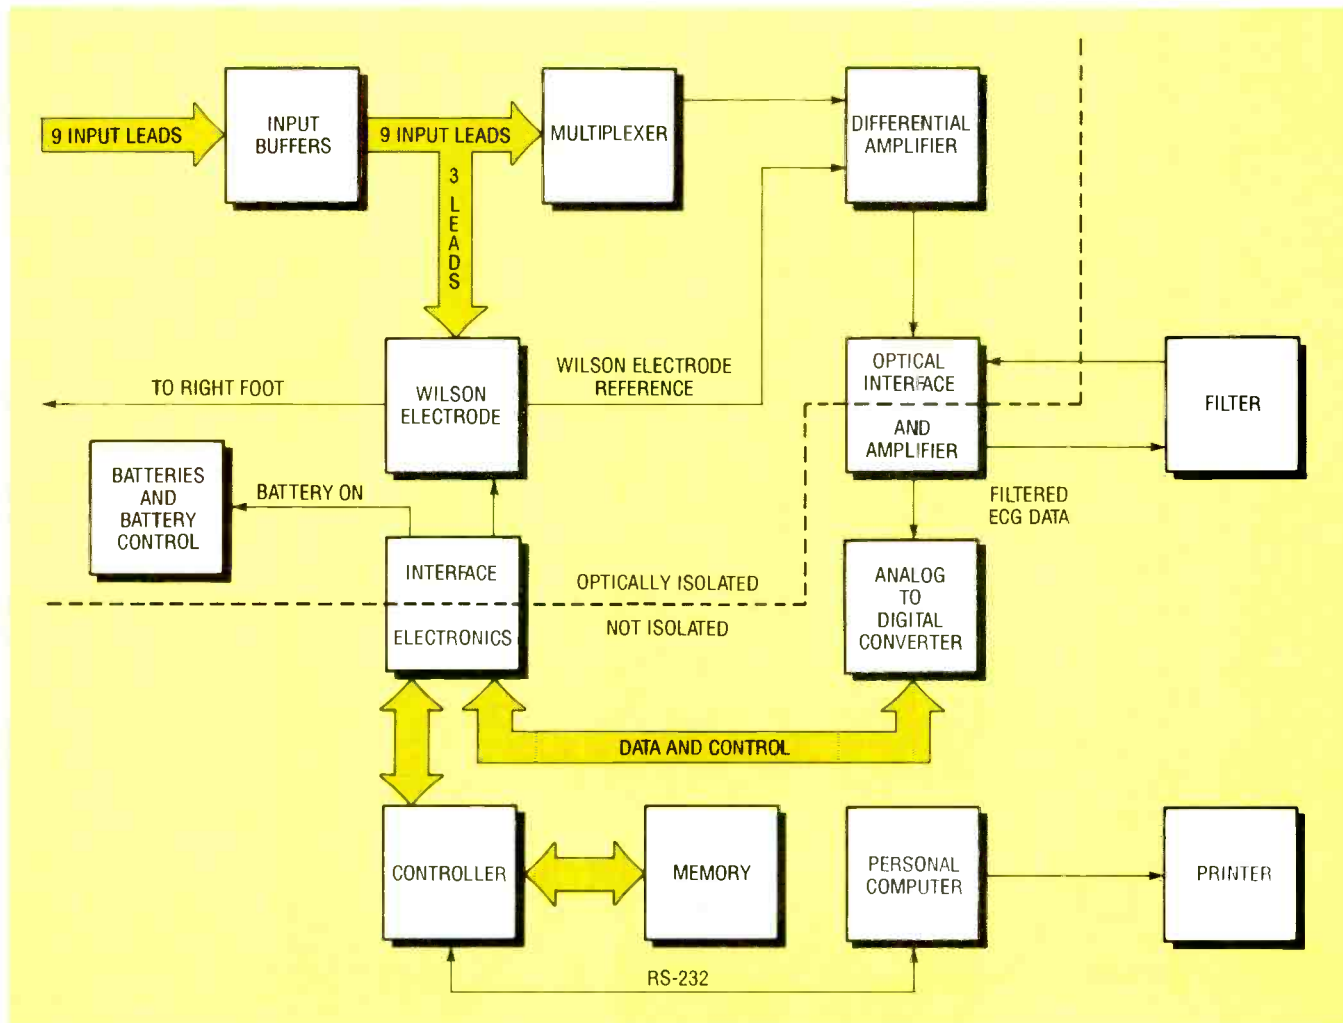 9 INPUT LEADS
INPUT
BUFFERS
9 INPUT LEADS
3
LEADS
MULTIPLEXER
DIFFERENTIAL
AMPLIFIER
TO RIGHT FOOT
WILSON
ELECTRODE
WILSON ELECTRODE
REFERENCE
OPTICAL
INTERFACE
AND
AMPLIFIER
FILTER
BATTERIES
AND
BATTERY
CONTROL
BATTERY ON
FILTERED
ECG DATA
INTERFACE
ELECTRONICS
OPTICALLY ISOLATED
NOT ISOLATED
ANALOG
TO
DIGITAL
CONVERTER
DATA AND CONTROL
CONTROLLER
MEMORY
PERSONAL
COMPUTER
PRINTER
RS-232